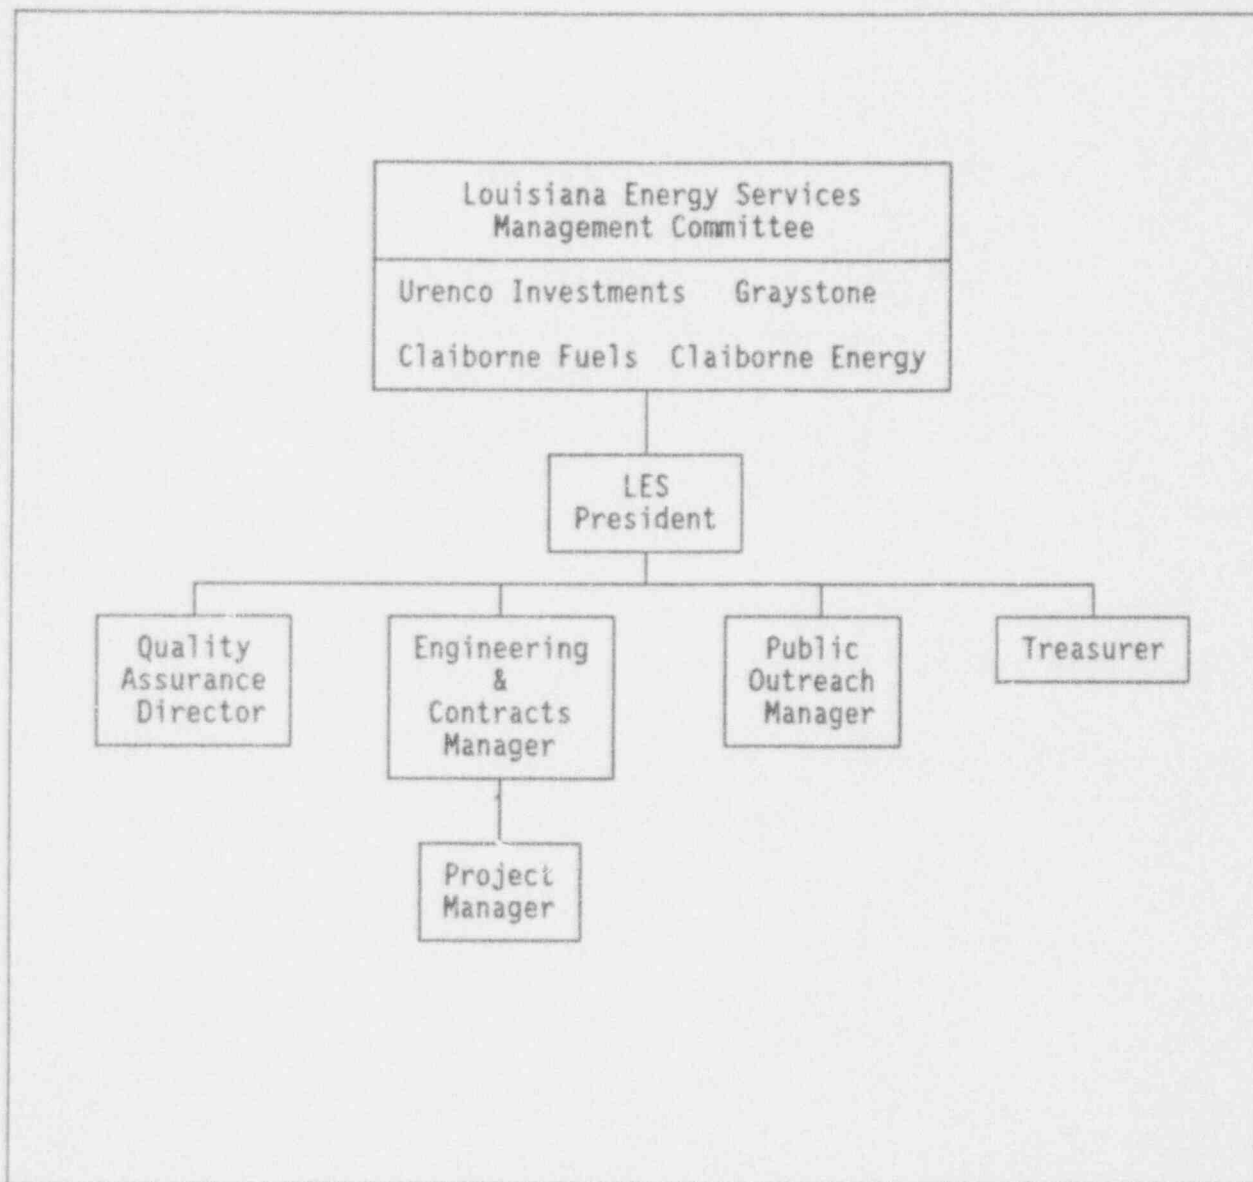 Louisiana Energy Services
Management Committee
Urenco Investments Graystone
Claiborne Fuels Claiborne Energy
LES
President
Quality
Assurance
Director
Engineering
&
Contracts
Manager
Public
Outreach
Manager
Treasurer
Project
Manager